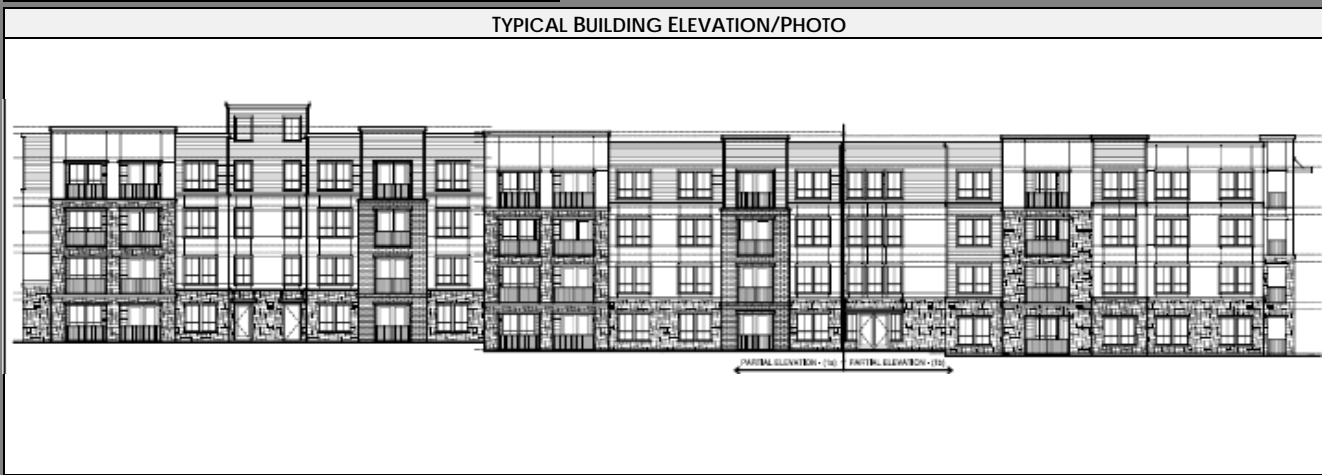 TYPICAL BUILDING ELEVATION/PHOTO
PARTIAL ELEVATION - (1a) PARTIAL ELEVATION - (1b)